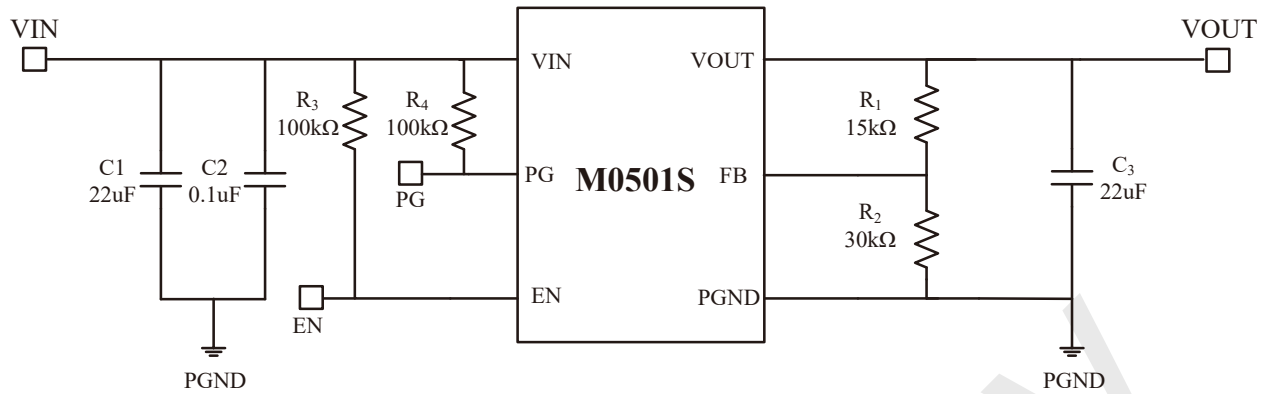 VIN
VOUT
VIN
VOUT
R₃
100kΩ
R₄
100kΩ
R₁
15kΩ
C1
22uF
C2
0.1uF
PG
PG
M0501S
FB
C₃
22uF
R₂
30kΩ
EN
EN
PGND
PGND
PGND